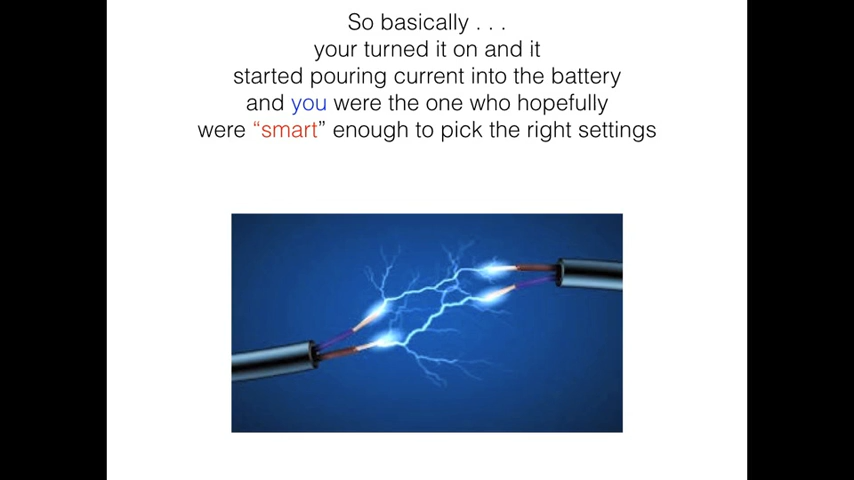 So basically . . .
your turned it on and it
started pouring current into the battery
and you were the one who hopefully
were “smart” enough to pick the right settings